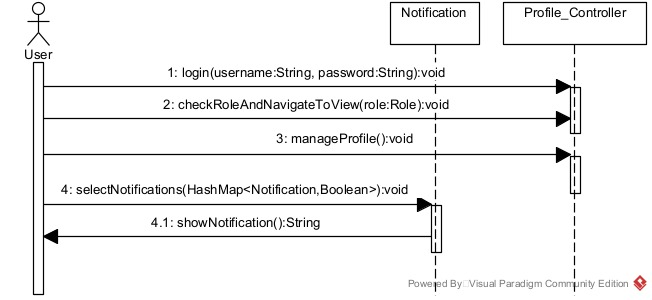 Notification
Profile_Controller
User
1: login(username:String, password:String):void
2: checkRoleAndNavigateToView(role:Role):void
3: manageProfile():void
4: selectNotifications(HashMap<Notification,Boolean>):void
4.1: showNotification():String
Powered By Visual Paradigm Community Edition